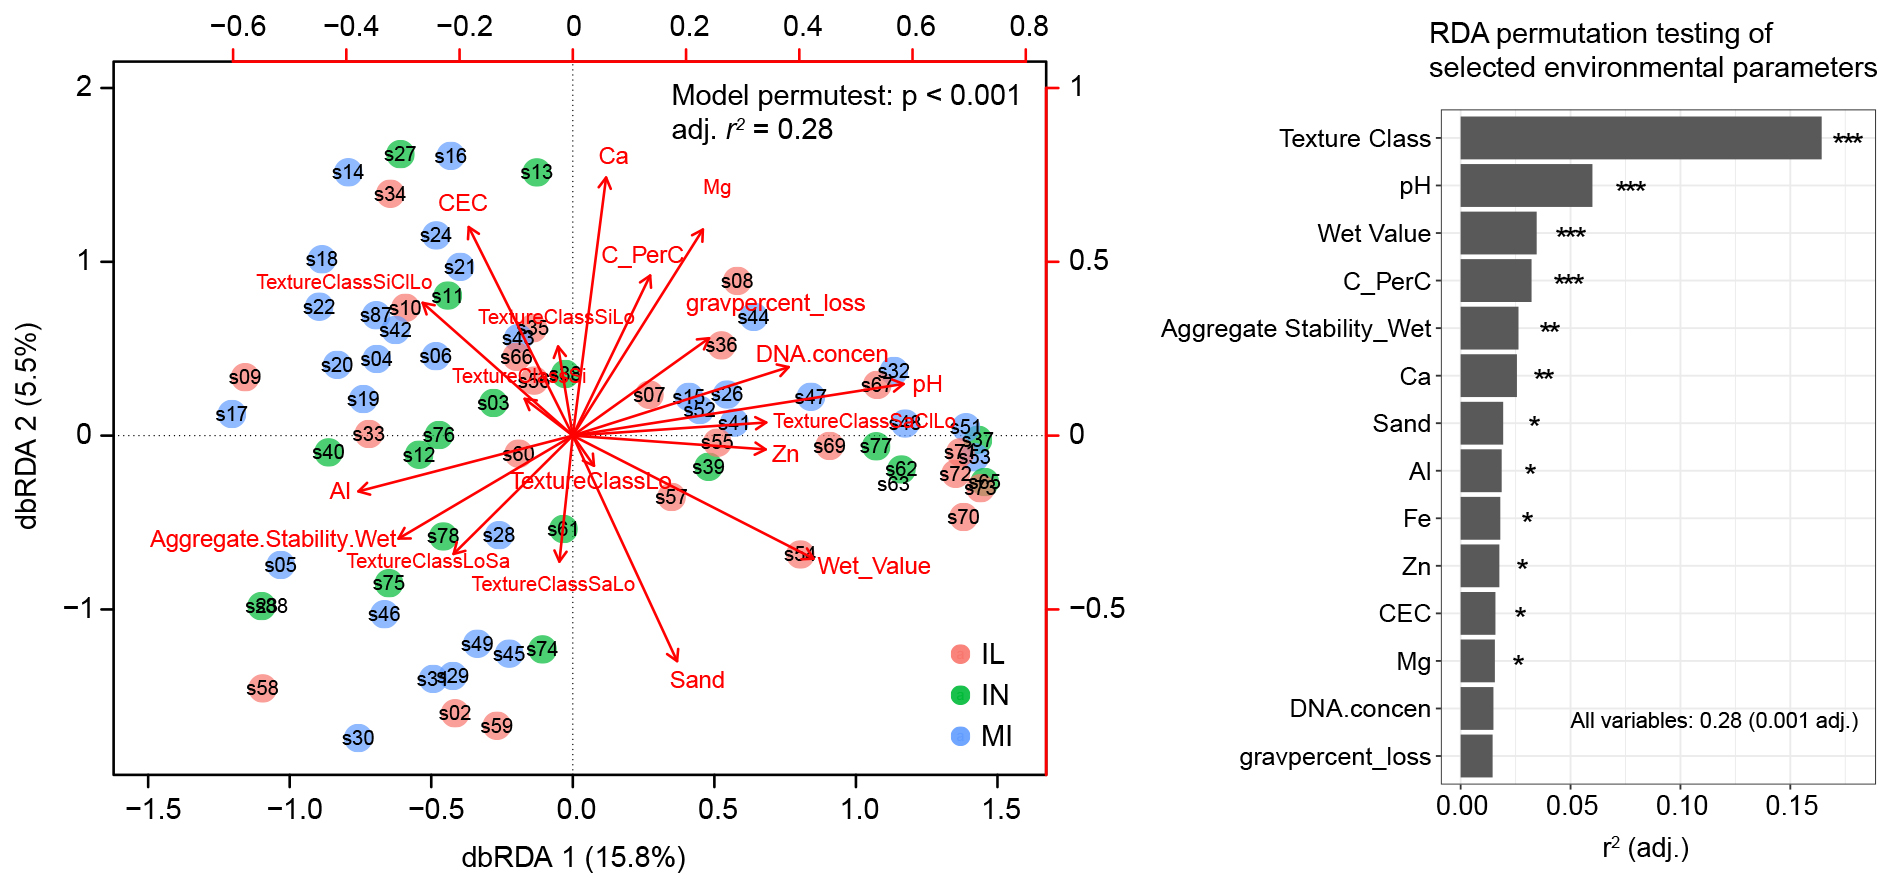 −0.6 −0.4 −0.2 0 0.2 0.4 0.6 0.8
Model permutest: p < 0.001
adj. r² = 0.28
2
1
0
−1
dbRDA 2 (5.5%)
1
0.5
0
−0.5
−1.5 −1.0 −0.5 0.0 0.5 1.0 1.5
dbRDA 1 (15.8%)
Ca
Mg
CEC
C_PerC
TextureClassSiClLo
gravpercent_loss
TextureClassSiLo
DNA.concen
TextureClassSi
pH
TextureClassSaClLo
Zn
TextureClassLo
Al
Aggregate.Stability.Wet
TextureClassLoSa
Wet_Value
TextureClassSaLo
Sand
s27
s16
s14
s13
s34
s24
s18
s21
s08
s11
s22
s10
s87
s44
s42
s35
s43
s36
s66
s06
s04
s20
s32
s09
s56
s67
s07
s15
s26
s47
s19
s03
s52
s17
s41
s48
s51
s33
s76
s37
s55
s69
s77
s40
s12
s60
s71
s53
s39
s62
s72
s63
s65
s73
s57
s70
s61
s78
s28
s54
s05
s75
s46
s49
s45
s74
s31
s29
s58
s02
s59
s30
IL
IN
MI
RDA permutation testing of
selected environmental parameters
Texture Class ***
pH ***
Wet Value ***
C_PerC ***
Aggregate Stability_Wet **
Ca **
Sand *
Al *
Fe *
Zn *
CEC *
Mg *
DNA.concen
All variables: 0.28 (0.001 adj.)
gravpercent_loss
0.00 0.05 0.10 0.15
r² (adj.)